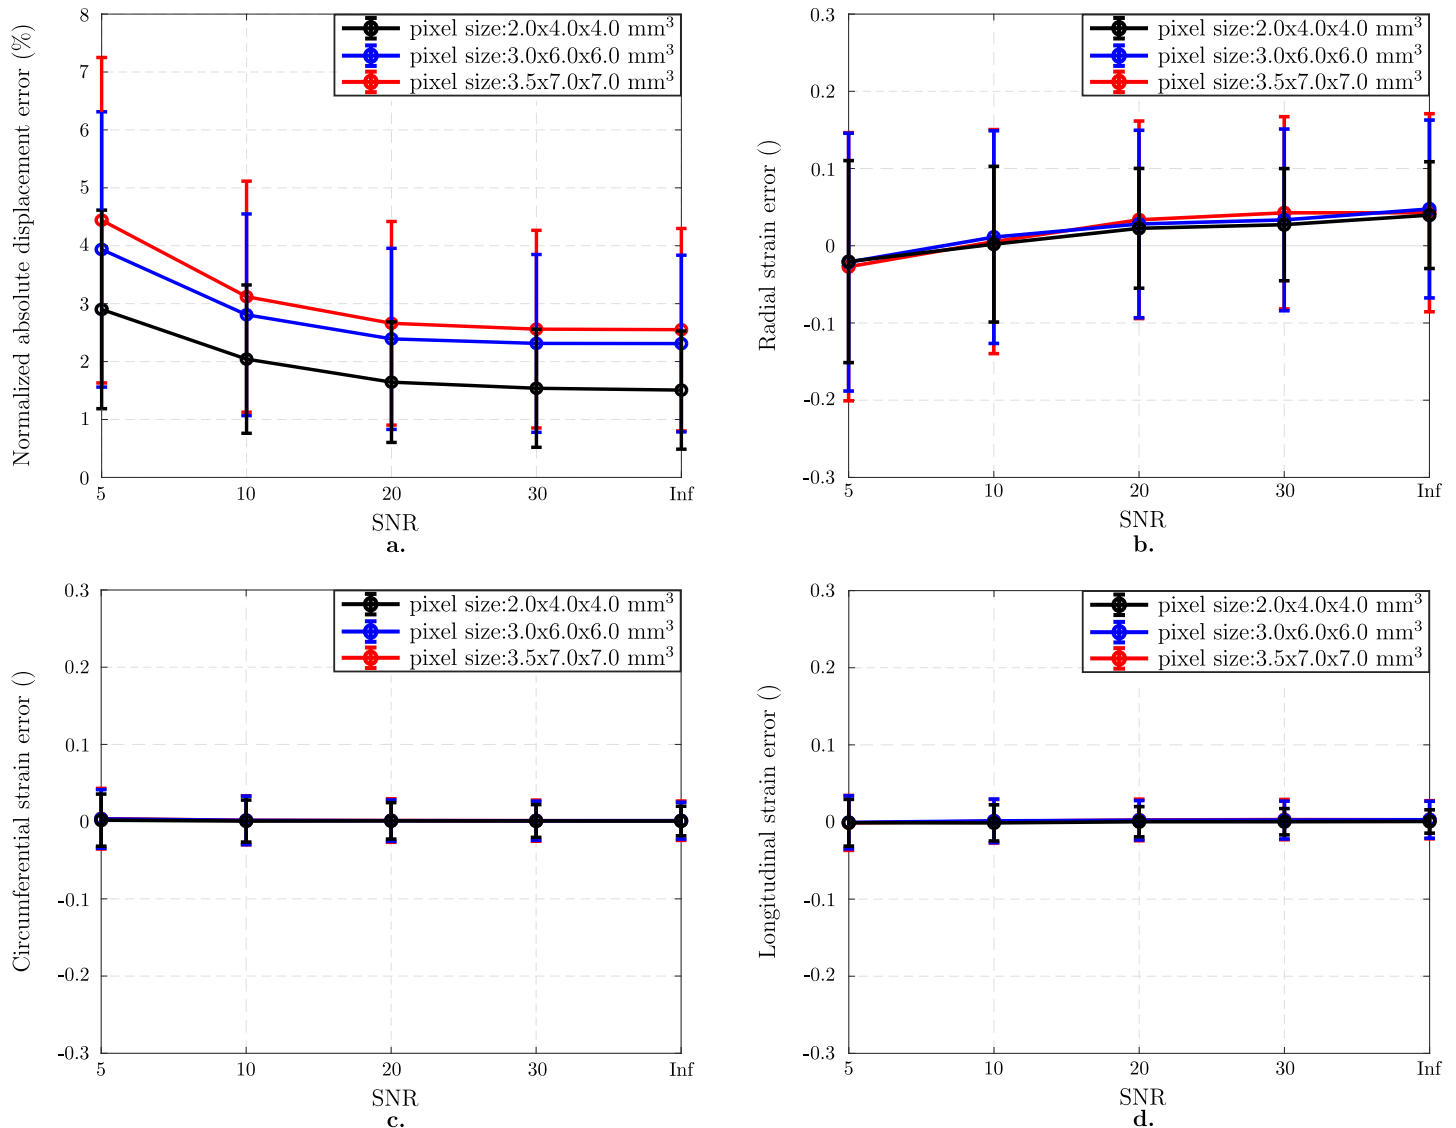 Normalized absolute displacement error (%)
8
7
6
5
4
3
2
1
0
5 10 20 30 Inf
SNR
a.
pixel size:2.0x4.0x4.0 mm³
pixel size:3.0x6.0x6.0 mm³
pixel size:3.5x7.0x7.0 mm³
Radial strain error ()
0.3
0.2
0.1
0
-0.1
-0.2
-0.3
5 10 20 30 Inf
SNR
b.
pixel size:2.0x4.0x4.0 mm³
pixel size:3.0x6.0x6.0 mm³
pixel size:3.5x7.0x7.0 mm³
Circumferential strain error ()
0.3
0.2
0.1
0
-0.1
-0.2
-0.3
5 10 20 30 Inf
SNR
c.
pixel size:2.0x4.0x4.0 mm³
pixel size:3.0x6.0x6.0 mm³
pixel size:3.5x7.0x7.0 mm³
Longitudinal strain error ()
0.3
0.2
0.1
0
-0.1
-0.2
-0.3
5 10 20 30 Inf
SNR
d.
pixel size:2.0x4.0x4.0 mm³
pixel size:3.0x6.0x6.0 mm³
pixel size:3.5x7.0x7.0 mm³